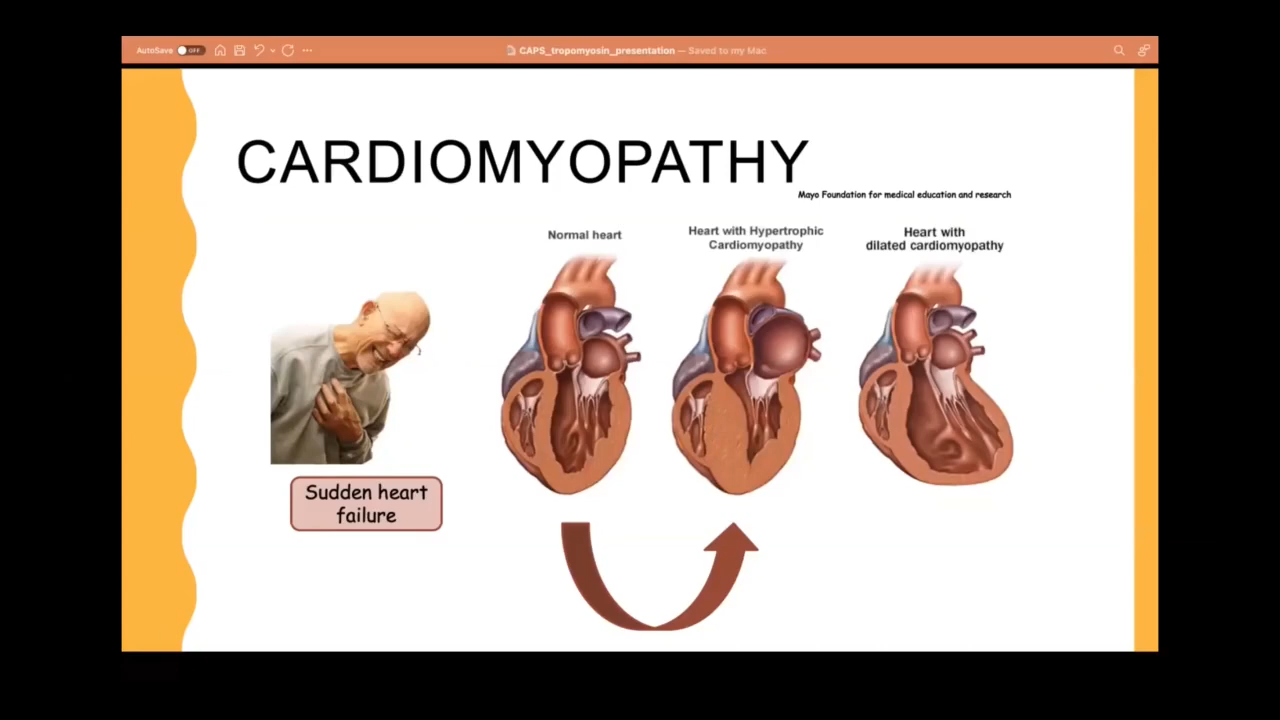 AutoSave OFF
CAPS_tropomyosin_presentation — Saved to my Mac
CARDIOMYOPATHY
Mayo Foundation for medical education and research
Normal heart
Heart with Hypertrophic
Cardiomyopathy
Heart with
dilated cardiomyopathy
Sudden heart
failure